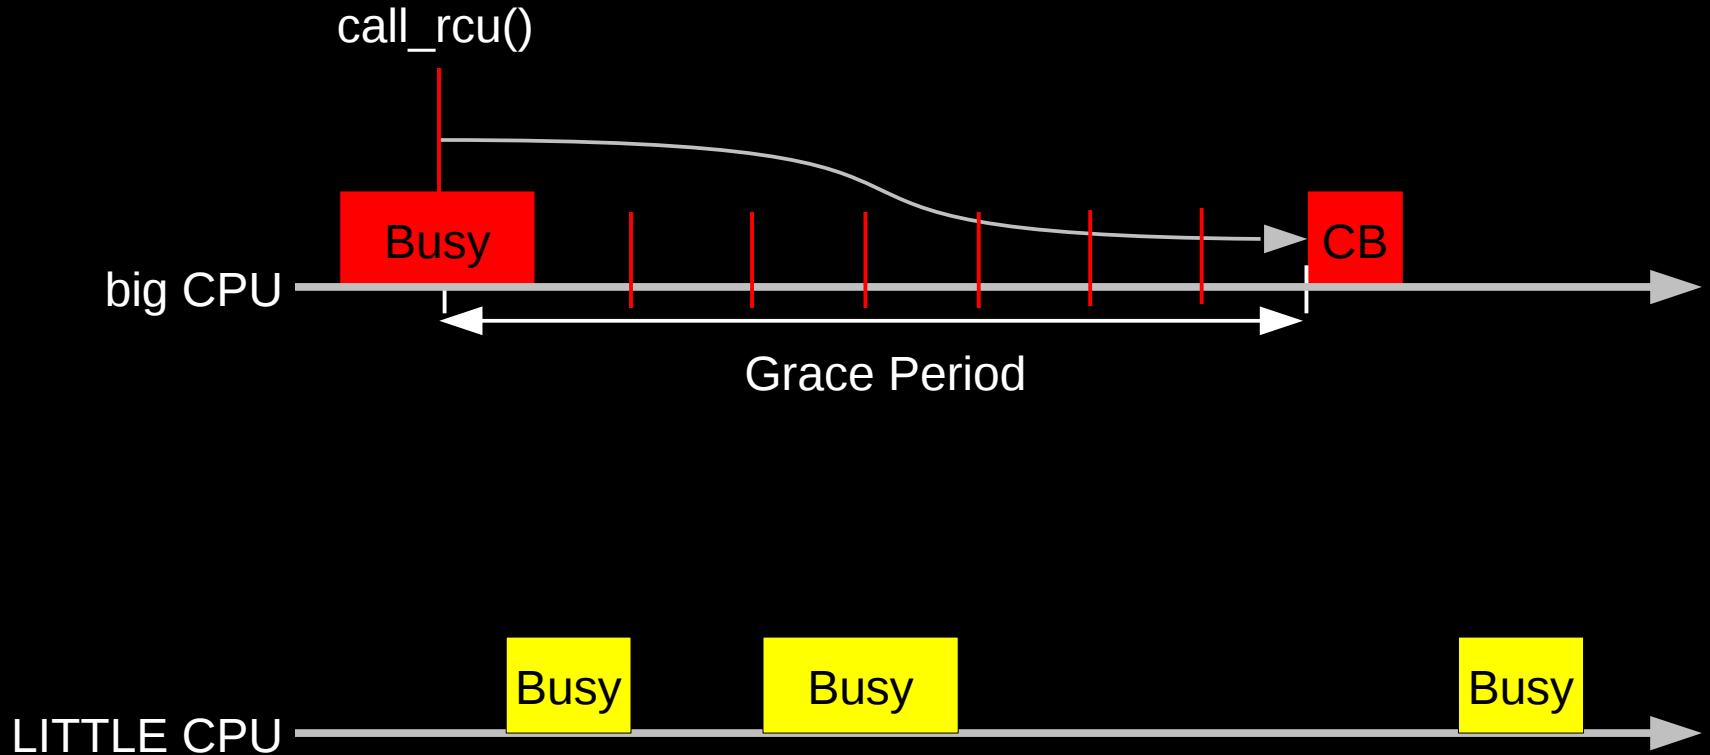 call_rcu()
Busy
CB
big CPU
Grace Period
Busy
Busy
Busy
LITTLE CPU